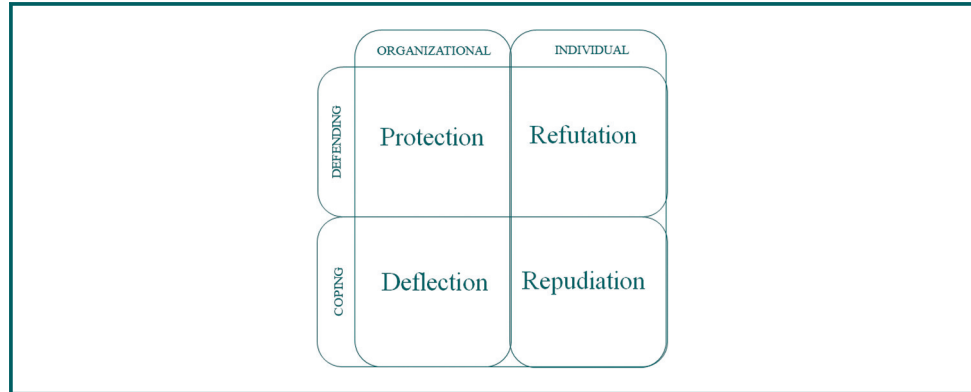 ORGANIZATIONAL INDIVIDUAL
DEFENDING
Protection Refutation
COPING
Deflection Repudiation